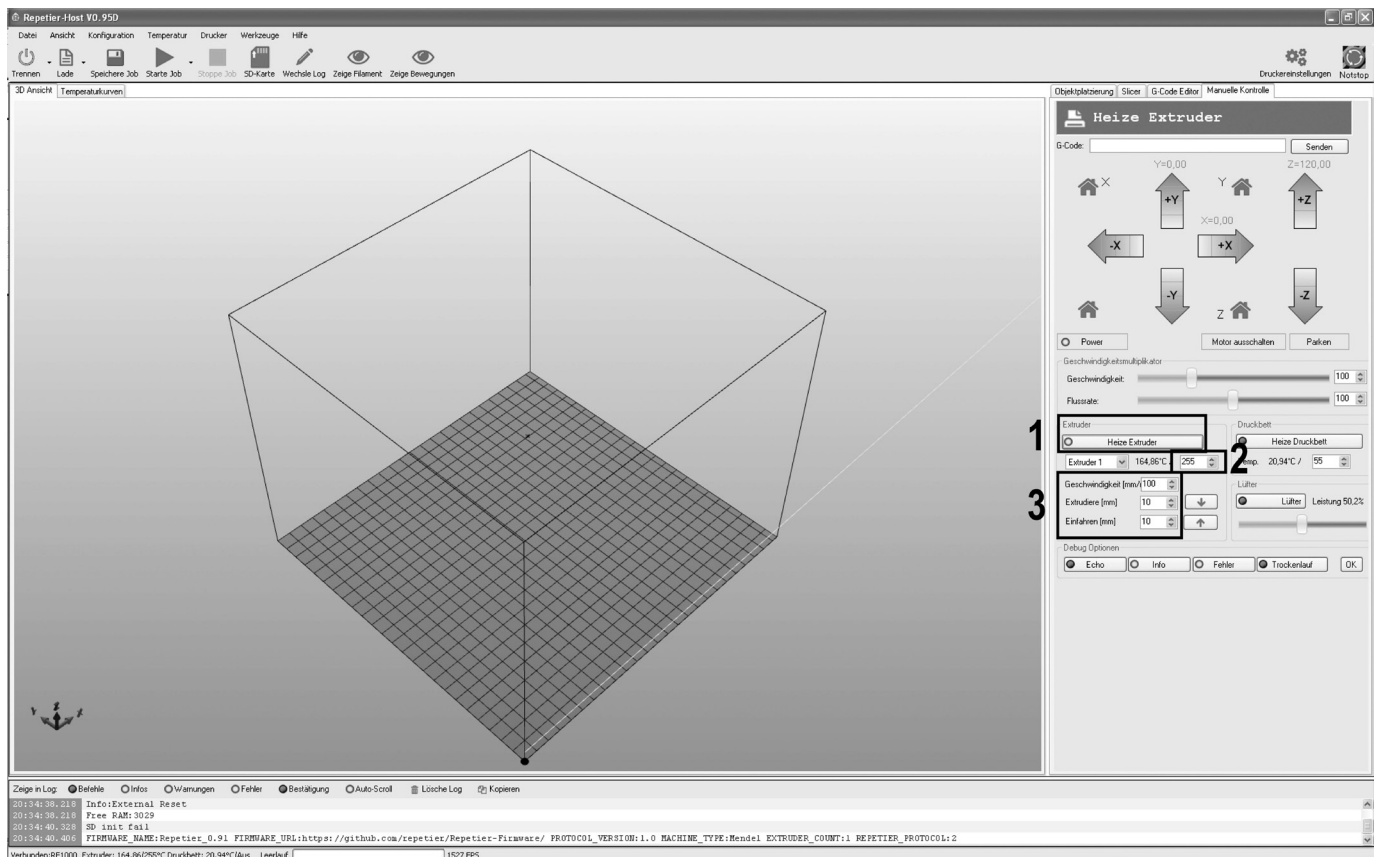 Repetier-Host V0.95D
Datei Ansicht Konfiguration Temperatur Drucker Werkzeuge Hilfe
Trennen Lade Speichere Job Starte Job Stoppe Job SD-Karte Wechsle Log Zeige Filament Zeige Bewegungen Druckereinstellungen Notstop
3D Ansicht Temperaturkurven
Objektplatzierung Slicer G-Code Editor Manuelle Kontrolle
Heize Extruder
G-Code: Senden
Y=0,00 Z=120,00
X Y
+Y +Z
X=0,00
-X +X
-Y -Z
Z
Power Motor ausschalten Parken
Geschwindigkeitsmultiplikator
Geschwindigkeit: 100
Flussrate: 100
Extruder Druckbett
1 Heize Extruder Heize Druckbett
Extruder 1 164,86°C / 255 2 Temp. 20,94°C / 55
Geschwindigkeit [mm/ 100 Lüfter
3 Extrudiere [mm] 10 Lüfter Leistung 50,2%
Einfahren [mm] 10
Debug Optionen
Echo Info Fehler Trockenlauf OK
Y Z X
Zeige in Log: Befehle Infos Warnungen Fehler Bestätigung Auto-Scroll Lösche Log Kopieren
20:34:38.218 Info:External Reset
20:34:38.218 Free RAM:3029
20:34:40.328 SD init fail
20:34:40.406 FIRMWARE_NAME:Repetier_0.91 FIRMWARE_URL:https://github.com/repetier/Repetier-Firmware/ PROTOCOL_VERSION:1.0 MACHINE_TYPE:Mendel EXTRUDER_COUNT:1 REPETIER_PROTOCOL:2
Verbunden:RF1000 Extruder: 164,86/255°C Druckbett: 20,94°C/Aus Leerlauf 1527 FPS